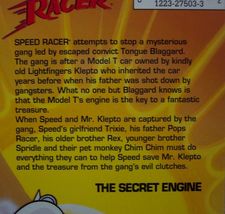 RACER
1223-27503-3
SPEED RACER attempts to stop a mysterious
gang led by escaped convict Tongue Blaggard.
The gang is after a Model T car owned by kindly
old Lightfingers Klepto who inherited the car
years before when his father was shot down by
gangsters. What no one but Blaggard knows is
that the Model T's engine is the key to a fantastic
treasure.
When Speed and Mr. Klepto are captured by the
gang, Speed's girlfriend Trixie, his father Pops
Racer, his older brother Rex, younger brother
Spridle and their pet monkey Chim Chim must do
everything they can to help Speed save Mr. Klepto
and the treasure from the gang's evil clutches.
THE SECRET ENGINE